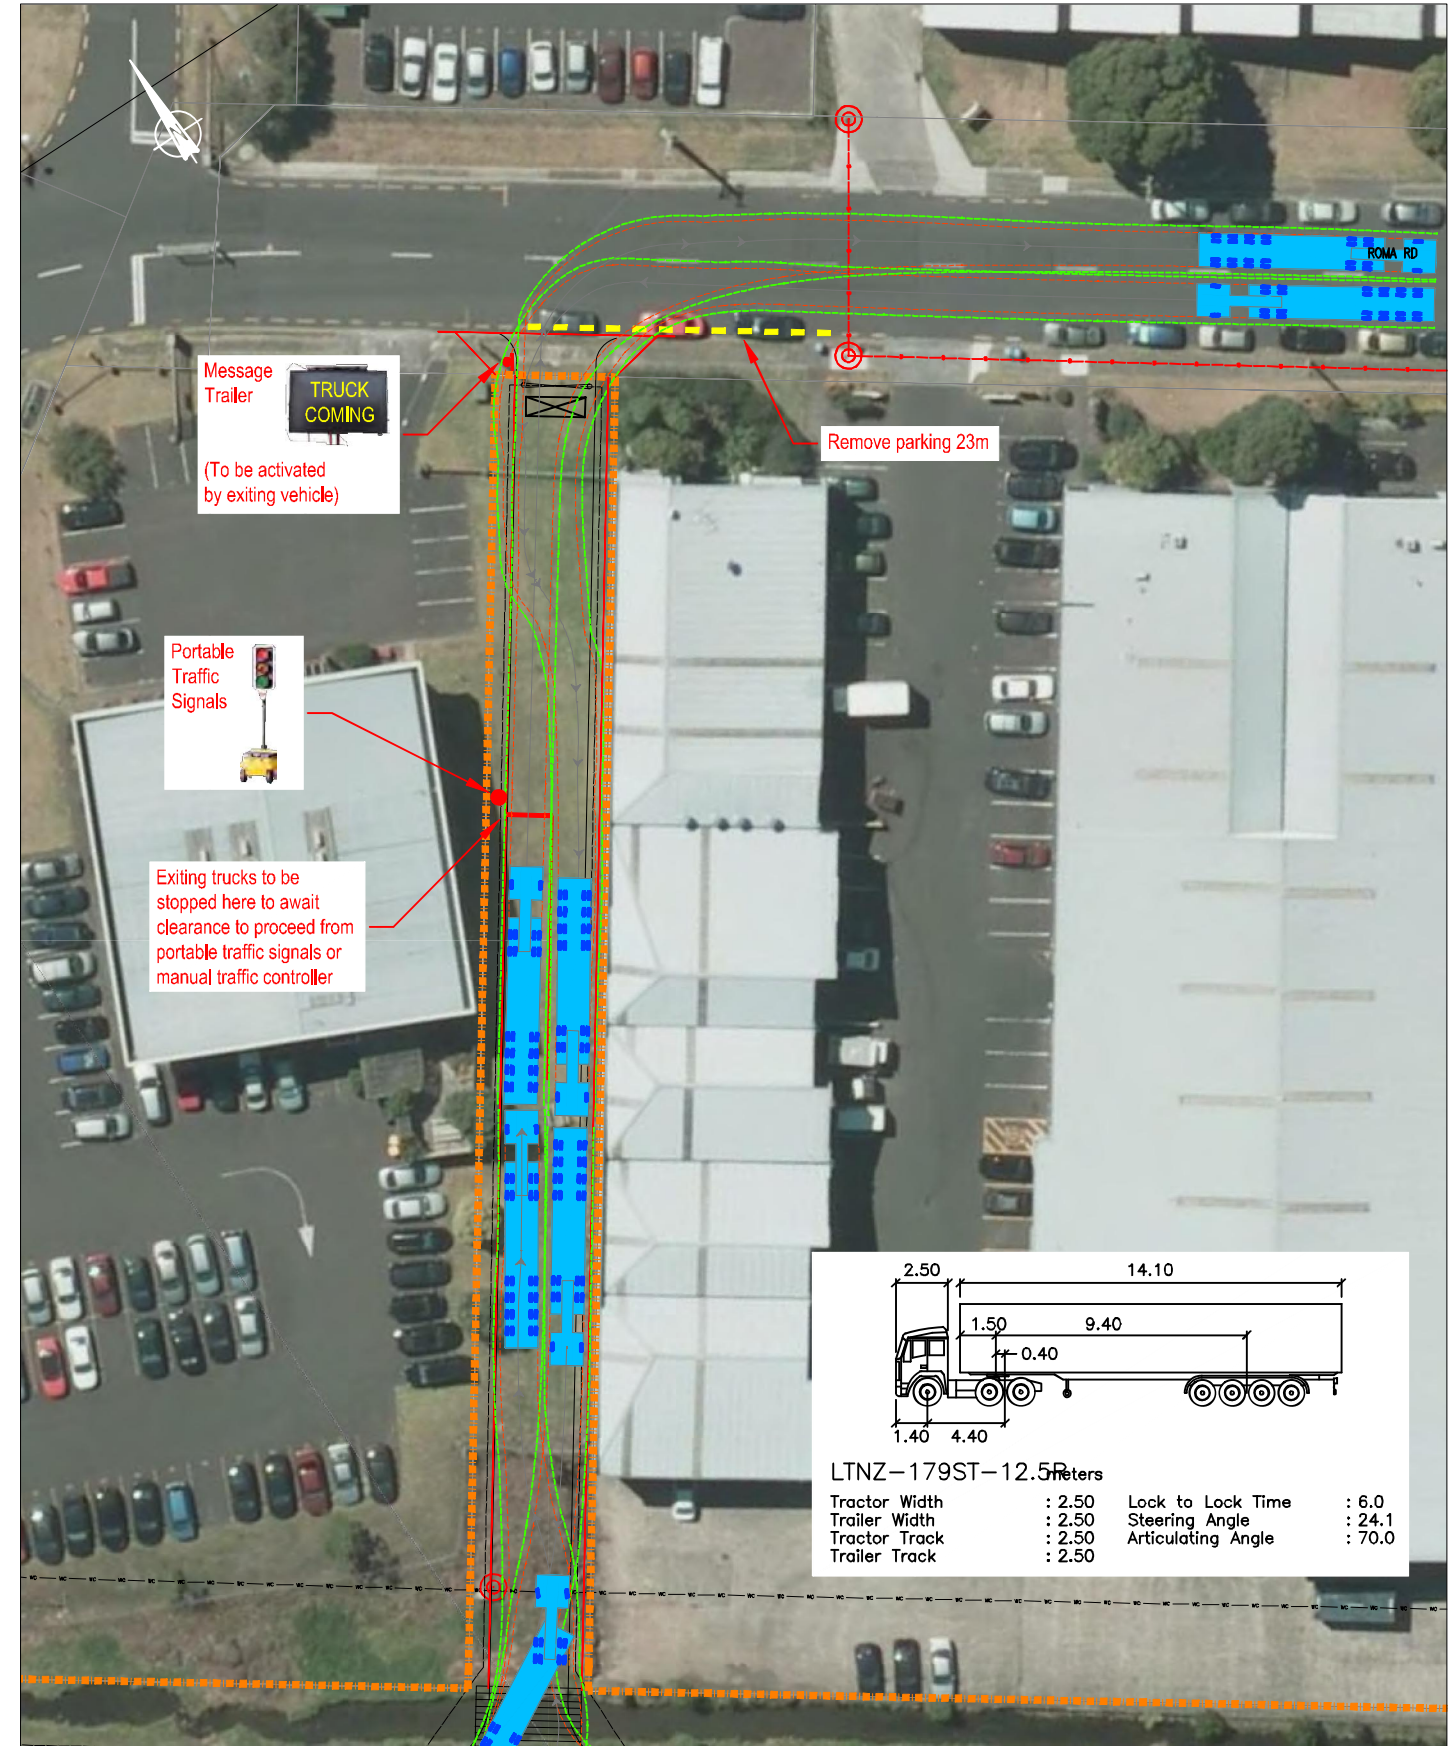 ROMA RD
Message
Trailer
TRUCK
COMING
(To be activated
by exiting vehicle)
Remove parking 23m
Portable
Traffic
Signals
Exiting trucks to be
stopped here to await
clearance to proceed from
portable traffic signals or
manual traffic controller
2.50 14.10
1.50 9.40
0.40
1.40 4.40
LTNZ-179ST-12.5R meters
Tractor Width : 2.50 Lock to Lock Time : 6.0
Trailer Width : 2.50 Steering Angle : 24.1
Tractor Track : 2.50 Articulating Angle : 70.0
Trailer Track : 2.50